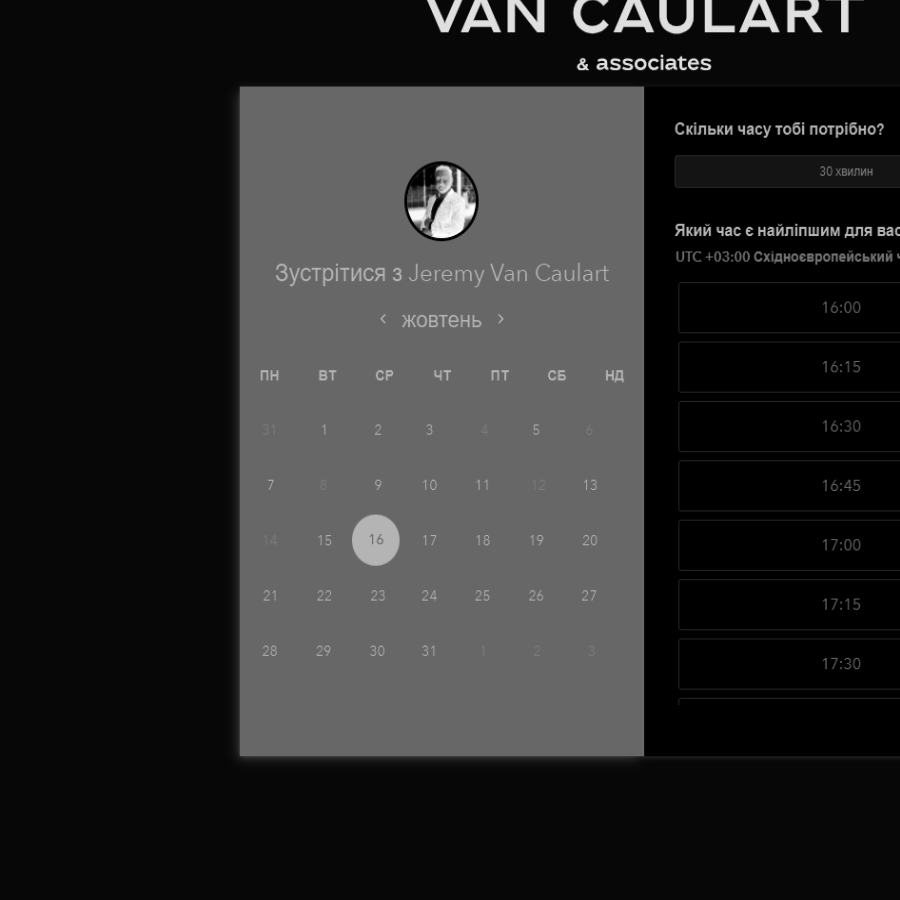 VAN CAULART
& associates
Зустрітися з Jeremy Van Caulart
жовтень
ПН ВТ СР ЧТ ПТ СБ НД
31 1 2 3 4 5 6
7 8 9 10 11 12 13
14 15 16 17 18 19 20
21 22 23 24 25 26 27
28 29 30 31 1 2 3
Скільки часу тобі потрібно?
30 хвилин
Який час є найліпшим для вас
UTC +03:00 Східноєвропейський
16:00
16:15
16:30
16:45
17:00
17:15
17:30